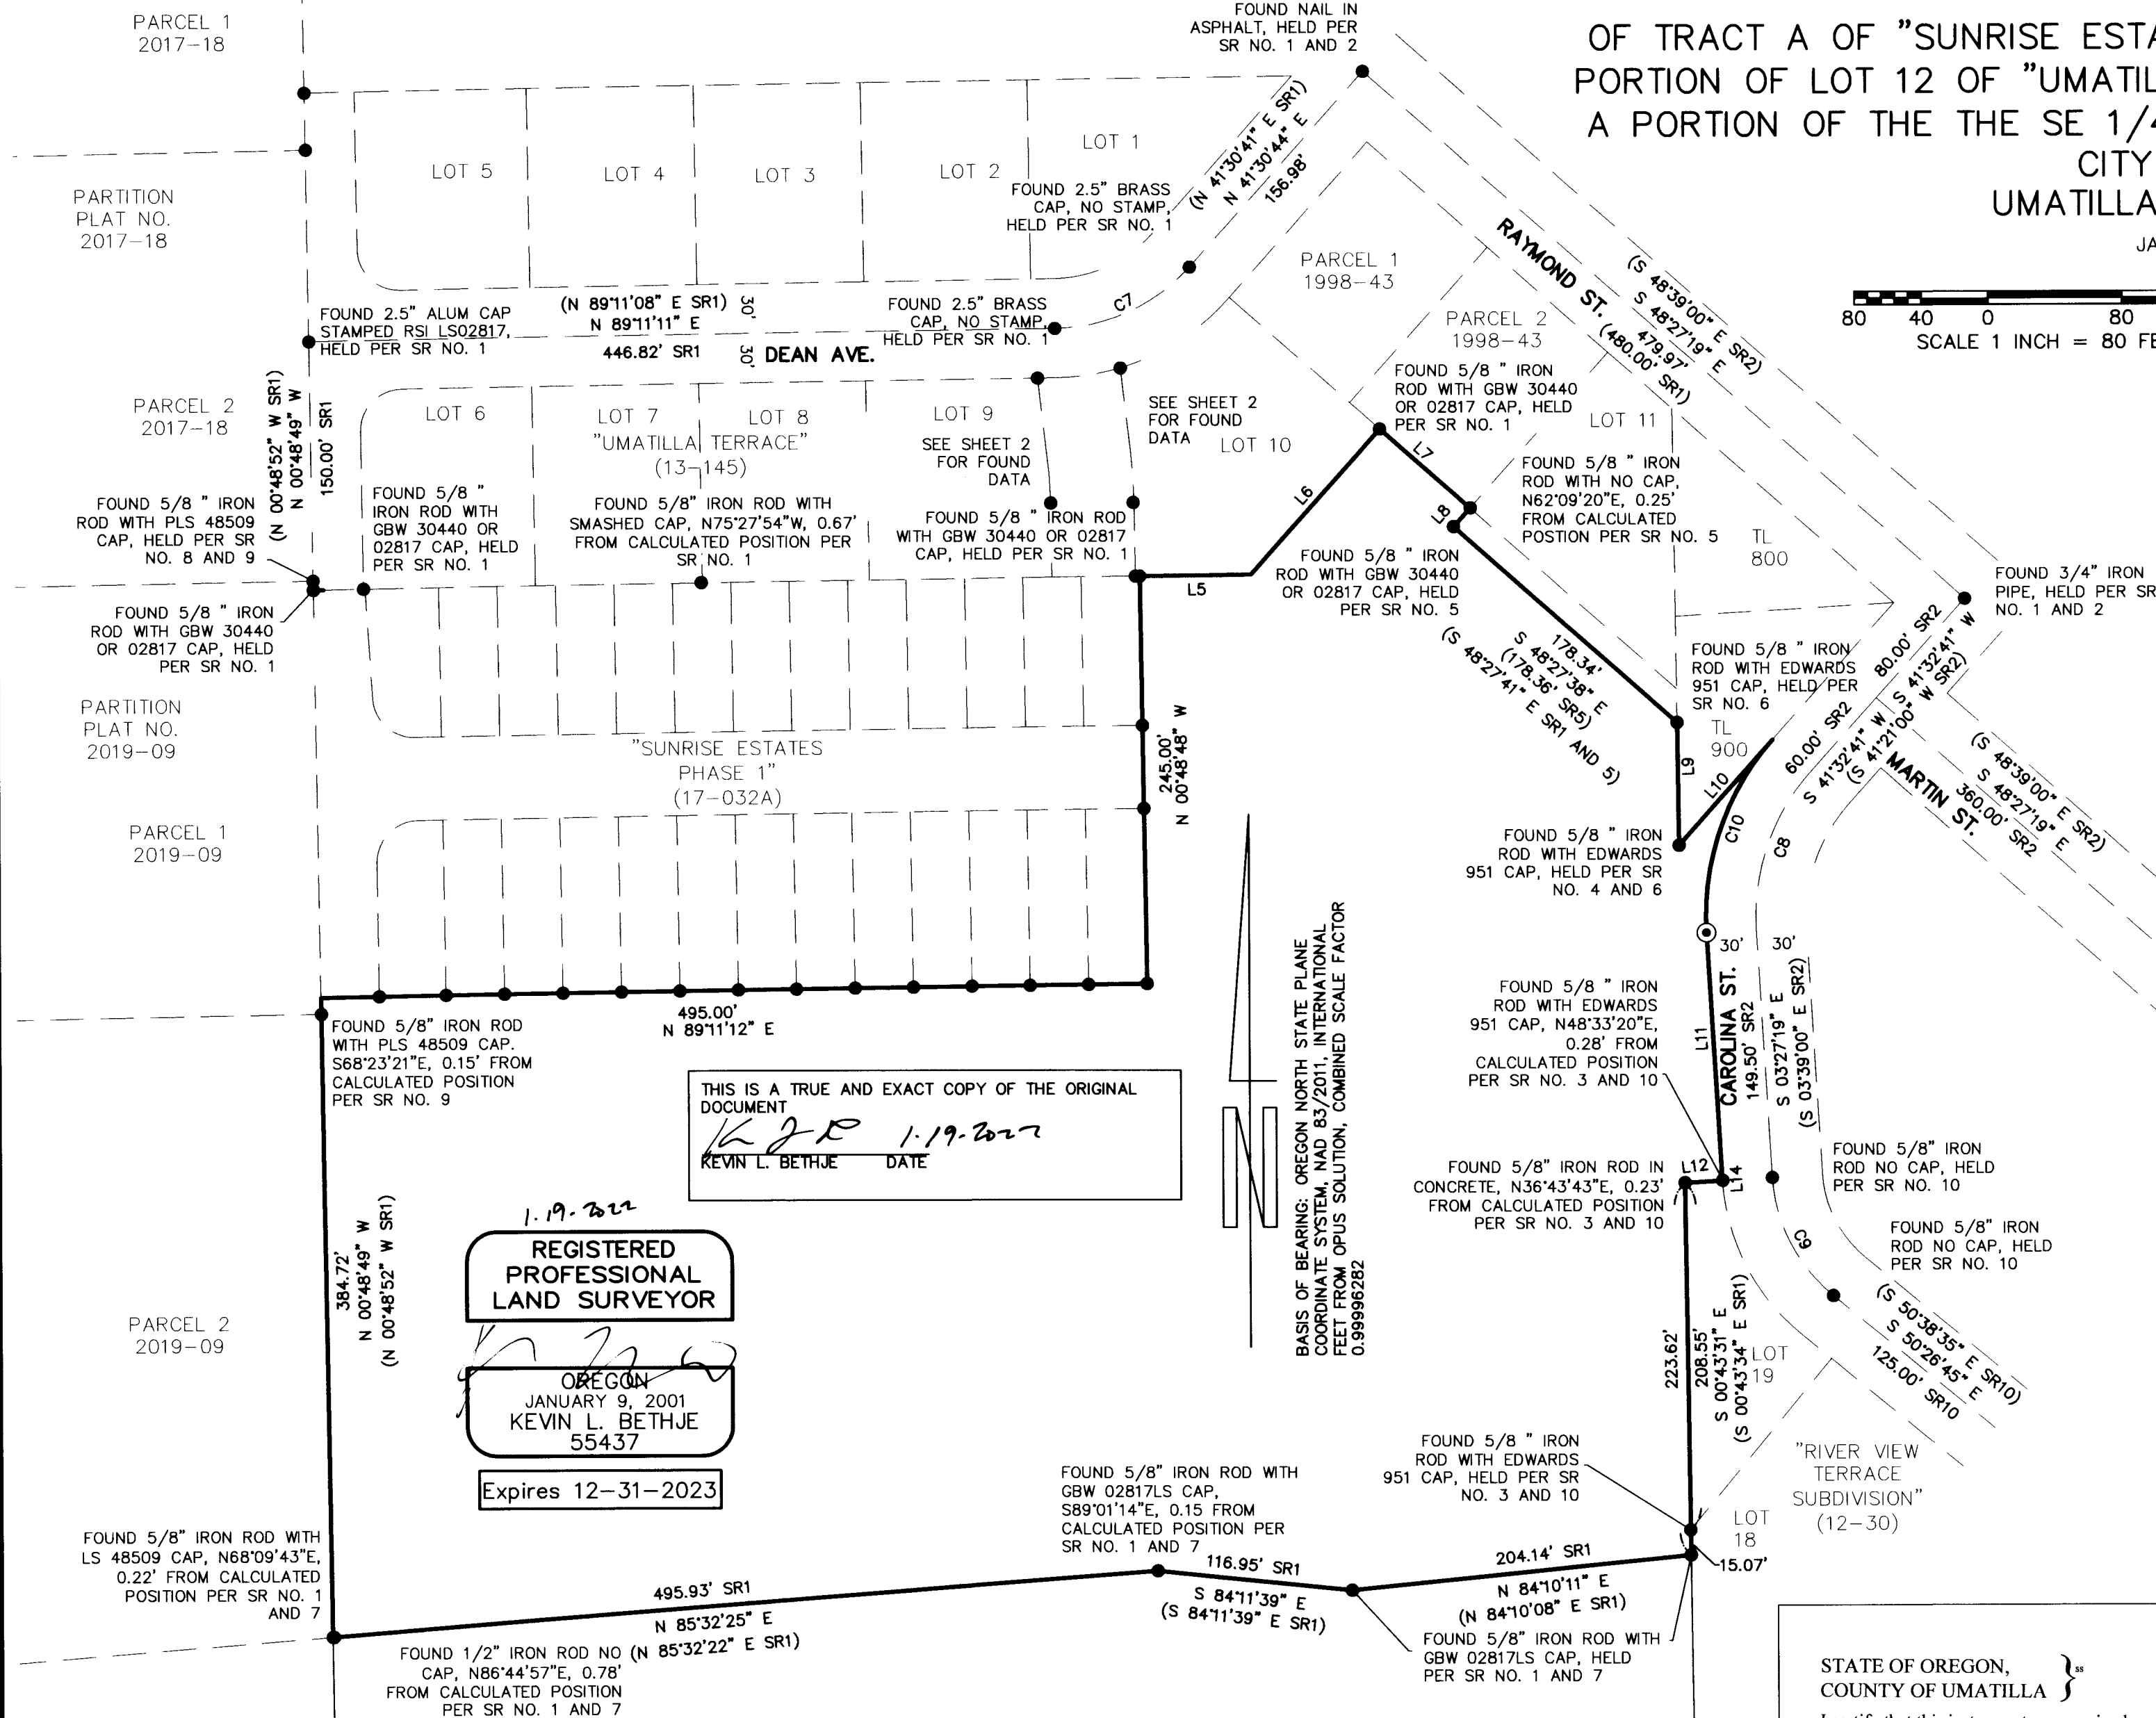 PARCEL 1
2017-18
PARTITION
PLAT NO.
2017-18
PARCEL 2
2017-18
PARTITION
PLAT NO.
2019-09
PARCEL 1
2019-09
PARCEL 2
2019-09
FOUND NAIL IN
ASPHALT, HELD PER
SR NO. 1 AND 2
OF TRACT A OF "SUNRISE ESTA
PORTION OF LOT 12 OF "UMATIL
A PORTION OF THE THE SE 1/4
CITY
UMATILLA
JA
80 40 0 80
SCALE 1 INCH = 80 FE
LOT 5
LOT 4
LOT 3
LOT 2
LOT 1
FOUND 2.5" BRASS
CAP, NO STAMP,
HELD PER SR NO. 1
(N 41°30'41" E SR1)
N 41°30'44" E
156.98'
FOUND 2.5" ALUM CAP
STAMPED RSI LS02817,
HELD PER SR NO. 1
(N 89°11'08" E SR1)
N 89°11'11" E
446.82' SR1
30'
30'
DEAN AVE.
FOUND 2.5" BRASS
CAP, NO STAMP,
HELD PER SR NO. 1
C7
PARCEL 1
1998-43
PARCEL 2
1998-43
RAYMOND ST.
(S 48°39'00" E SR2)
S 48°27'19" E
479.97'
(480.00' SR1)
(N 00°48'52" W SR1)
N 00°48'49" W
150.00' SR1
LOT 6
LOT 7
LOT 8
LOT 9
"UMATILLA TERRACE"
(13-145)
SEE SHEET 2
FOR FOUND
DATA
SEE SHEET 2
FOR FOUND
DATA
LOT 10
LOT 11
FOUND 5/8 " IRON
ROD WITH GBW 30440
OR 02817 CAP, HELD
PER SR NO. 1
FOUND 5/8 " IRON
ROD WITH NO CAP,
N62°09'20"E, 0.25'
FROM CALCULATED
POSTION PER SR NO. 5
TL
800
FOUND 5/8 " IRON
ROD WITH PLS 48509
CAP, HELD PER SR
NO. 8 AND 9
FOUND 5/8 "
IRON ROD WITH
GBW 30440 OR
02817 CAP, HELD
PER SR NO. 1
FOUND 5/8" IRON ROD WITH
SMASHED CAP, N75°27'54"W, 0.67'
FROM CALCULATED POSITION PER
SR NO. 1
FOUND 5/8 " IRON ROD
WITH GBW 30440 OR 02817
CAP, HELD PER SR NO. 1
L5
L6
L7
L8
FOUND 5/8 " IRON
ROD WITH GBW 30440
OR 02817 CAP, HELD
PER SR NO. 5
FOUND 5/8 " IRON
ROD WITH GBW 30440
OR 02817 CAP, HELD
PER SR NO. 1
178.34'
S 48°27'38" E
(178.36' SR5)
(S 48°27'41" E SR1 AND 5)
FOUND 3/4" IRON
PIPE, HELD PER SR
NO. 1 AND 2
FOUND 5/8 " IRON
ROD WITH EDWARDS
951 CAP, HELD PER
SR NO. 6
80.00' SR2
S 41°32'41" W
60.00' SR2
S 41°32'41" W
(S 41°21'00" W SR2)
TL
900
L9
L10
C10
C8
MARTIN ST.
(S 48°39'00" E SR2)
S 48°27'19" E
360.00' SR2
"SUNRISE ESTATES
PHASE 1"
(17-032A)
245.00'
N 00°48'48" W
FOUND 5/8 " IRON
ROD WITH EDWARDS
951 CAP, HELD PER SR
NO. 4 AND 6
30'
30'
CAROLINA ST.
149.50' SR2
S 03°27'19" E
(S 03°39'00" E SR2)
L11
FOUND 5/8 " IRON
ROD WITH EDWARDS
951 CAP, N48°33'20"E,
0.28' FROM
CALCULATED POSITION
PER SR NO. 3 AND 10
495.00'
N 89°11'12" E
FOUND 5/8" IRON ROD
WITH PLS 48509 CAP.
S68°23'21"E, 0.15' FROM
CALCULATED POSITION
PER SR NO. 9
THIS IS A TRUE AND EXACT COPY OF THE ORIGINAL
DOCUMENT
1-19-2022
KEVIN L. BETHJE DATE
N
BASIS OF BEARING: OREGON NORTH STATE PLANE
COORDINATE SYSTEM, NAD 83/2011, INTERNATIONAL
FEET FROM OPUS SOLUTION, COMBINED SCALE FACTOR
0.99996282
FOUND 5/8" IRON ROD IN
CONCRETE, N36°43'43"E, 0.23'
FROM CALCULATED POSITION
PER SR NO. 3 AND 10
L12
L14
FOUND 5/8" IRON
ROD NO CAP, HELD
PER SR NO. 10
C9
FOUND 5/8" IRON
ROD NO CAP, HELD
PER SR NO. 10
(S 50°38'35" E SR10)
S 50°26'45" E
125.00' SR10
1-19-2022
REGISTERED
PROFESSIONAL
LAND SURVEYOR
OREGON
JANUARY 9, 2001
KEVIN L. BETHJE
55437
Expires 12-31-2023
384.72'
N 00°48'49" W
(N 00°48'52" W SR1)
223.62'
208.55'
S 00°43'31" E
(S 00°43'34" E SR1)
LOT
19
"RIVER VIEW
TERRACE
SUBDIVISION"
(12-30)
LOT
18
15.07'
FOUND 5/8 " IRON
ROD WITH EDWARDS
951 CAP, HELD PER SR
NO. 3 AND 10
FOUND 5/8" IRON ROD WITH
GBW 02817LS CAP,
S89°01'14"E, 0.15 FROM
CALCULATED POSITION PER
SR NO. 1 AND 7
FOUND 5/8" IRON ROD WITH
LS 48509 CAP, N68°09'43"E,
0.22' FROM CALCULATED
POSITION PER SR NO. 1
AND 7
495.93' SR1
N 85°32'25" E
(N 85°32'22" E SR1)
116.95' SR1
S 84°11'39" E
(S 84°11'39" E SR1)
204.14' SR1
N 84°10'11" E
(N 84°10'08" E SR1)
FOUND 1/2" IRON ROD NO
CAP, N86°44'57"E, 0.78'
FROM CALCULATED POSITION
PER SR NO. 1 AND 7
FOUND 5/8" IRON ROD WITH
GBW 02817LS CAP, HELD
PER SR NO. 1 AND 7
STATE OF OREGON,
COUNTY OF UMATILLA } ss